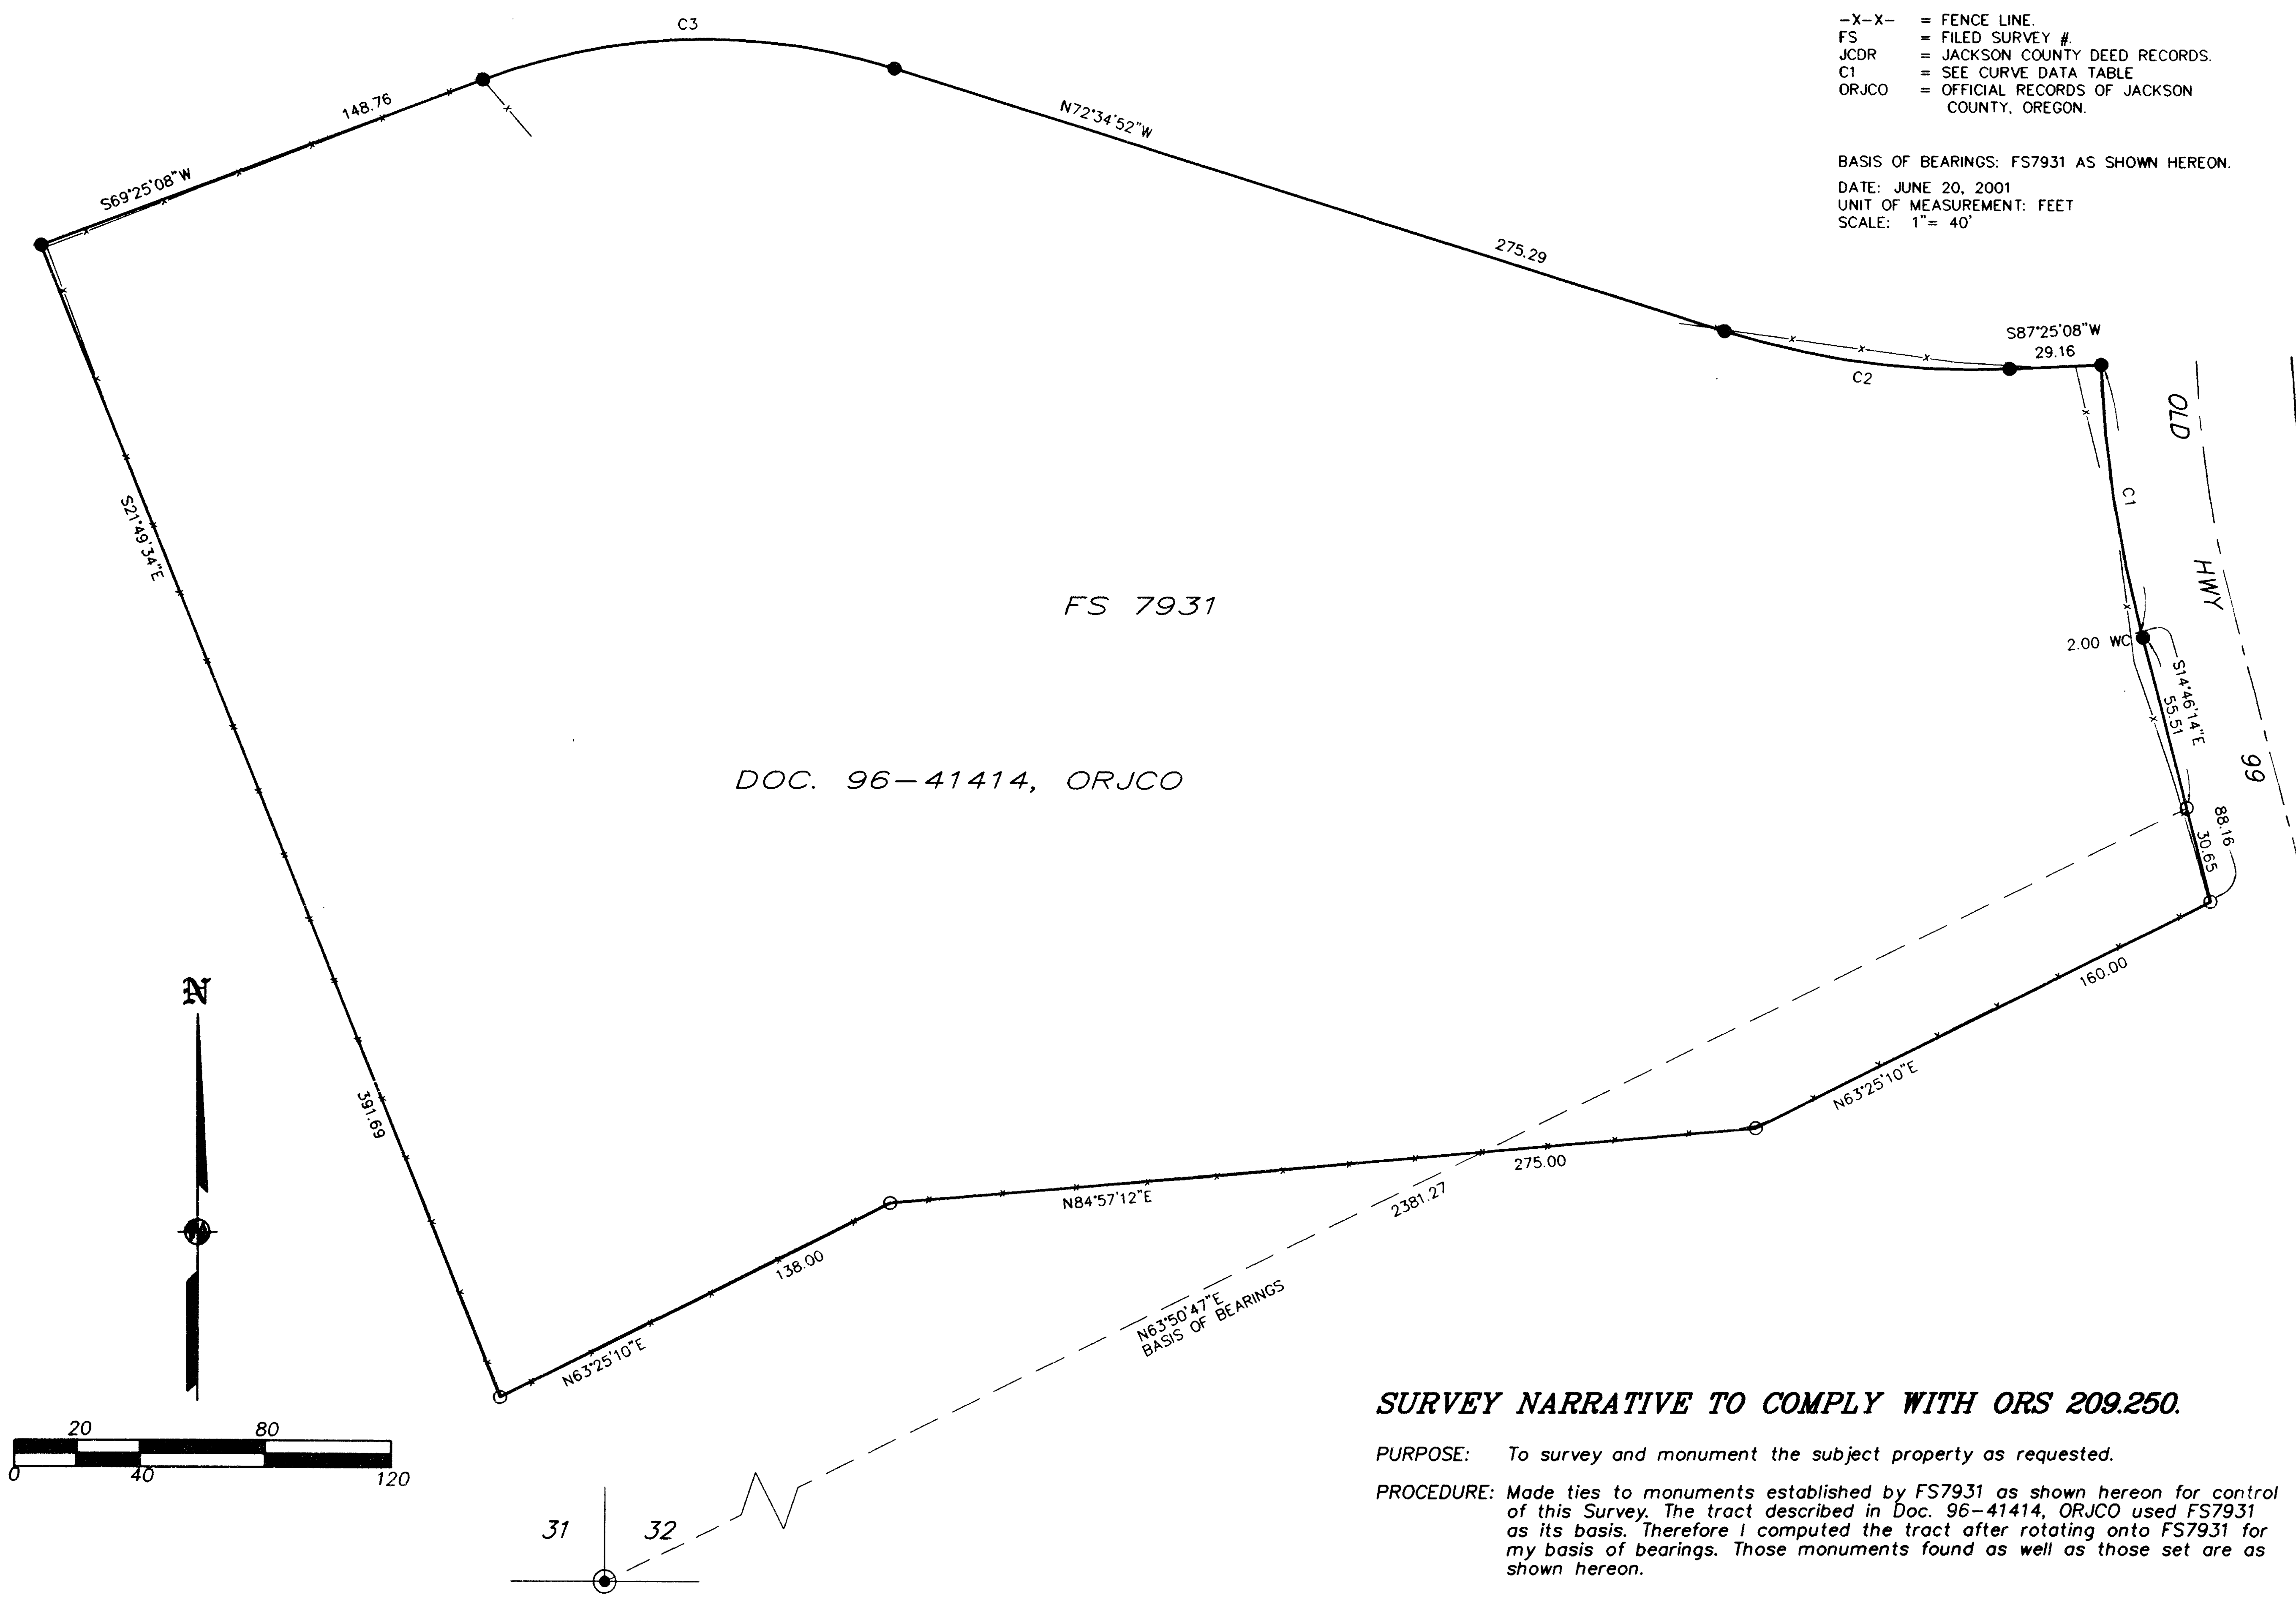 -X-X- = FENCE LINE.
FS = FILED SURVEY #.
JCDR = JACKSON COUNTY DEED RECORDS.
C1 = SEE CURVE DATA TABLE
ORJCO = OFFICIAL RECORDS OF JACKSON
COUNTY, OREGON.
BASIS OF BEARINGS: FS7931 AS SHOWN HEREON.
DATE: JUNE 20, 2001
UNIT OF MEASUREMENT: FEET
SCALE: 1"= 40'
C3
148.76
S69°25'08"W
N72°34'52"W
275.29
S87°25'08"W
29.16
C2
C1
OLD
HWY
99
S21°49'34"E
391.69
FS 7931
DOC. 96-41414, ORJCO
2.00 WC
S14°46'14"E
55.51
88.16
30.65
160.00
N63°25'10"E
275.00
N84°57'12"E
2381.27
138.00
N63°25'10"E
N63°50'47"E
BASIS OF BEARINGS
N
20 80
0 40 120
31 32
SURVEY NARRATIVE TO COMPLY WITH ORS 209.250.
PURPOSE: To survey and monument the subject property as requested.
PROCEDURE: Made ties to monuments established by FS7931 as shown hereon for control
of this Survey. The tract described in Doc. 96-41414, ORJCO used FS7931
as its basis. Therefore I computed the tract after rotating onto FS7931 for
my basis of bearings. Those monuments found as well as those set are as
shown hereon.